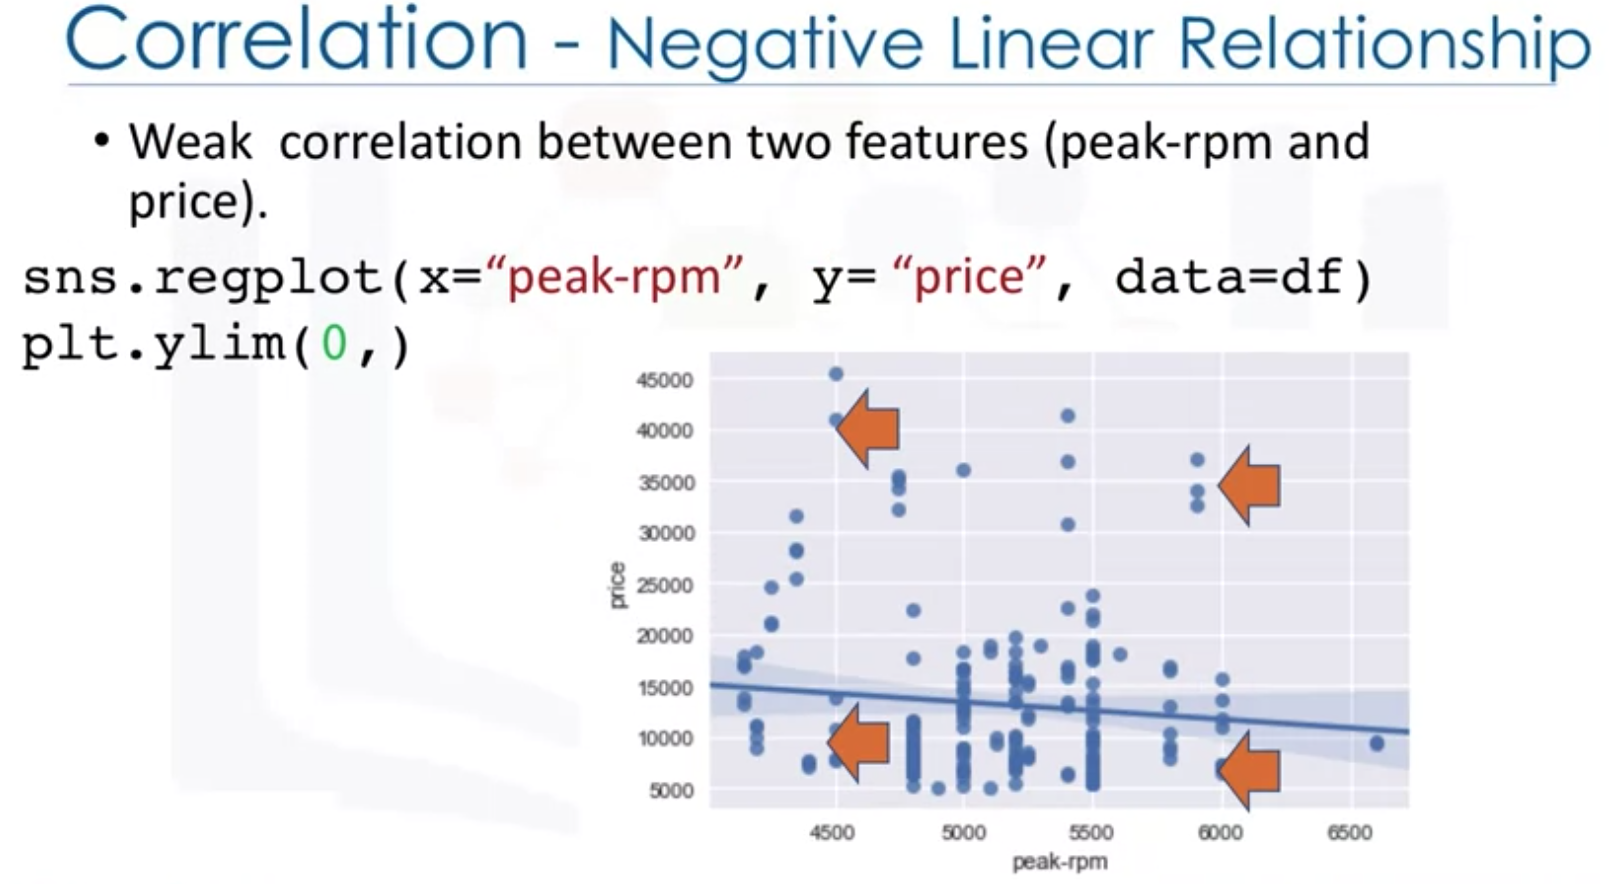 Correlation - Negative Linear Relationship
• Weak correlation between two features (peak-rpm and
price).
sns.regplot(x=“peak-rpm”, y= “price”, data=df)
plt.ylim(0,)
45000
40000
35000
30000
25000
20000
15000
10000
5000
price
4500 5000 5500 6000 6500
peak-rpm